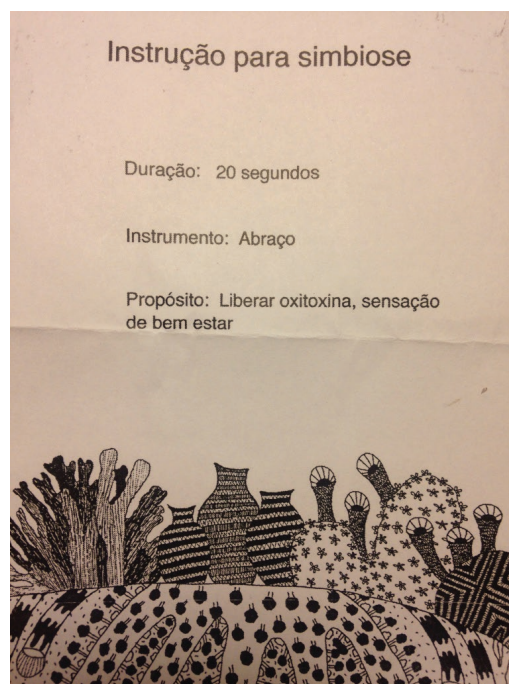 Instrução para simbiose
Duração: 20 segundos
Instrumento: Abraço
Propósito: Liberar oxitoxina, sensação
de bem estar